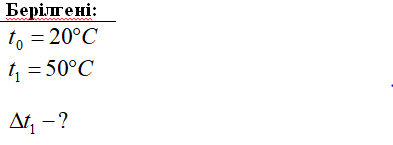 Берілгені:
t₀ = 20°C
t₁ = 50°C
Δt₁ – ?